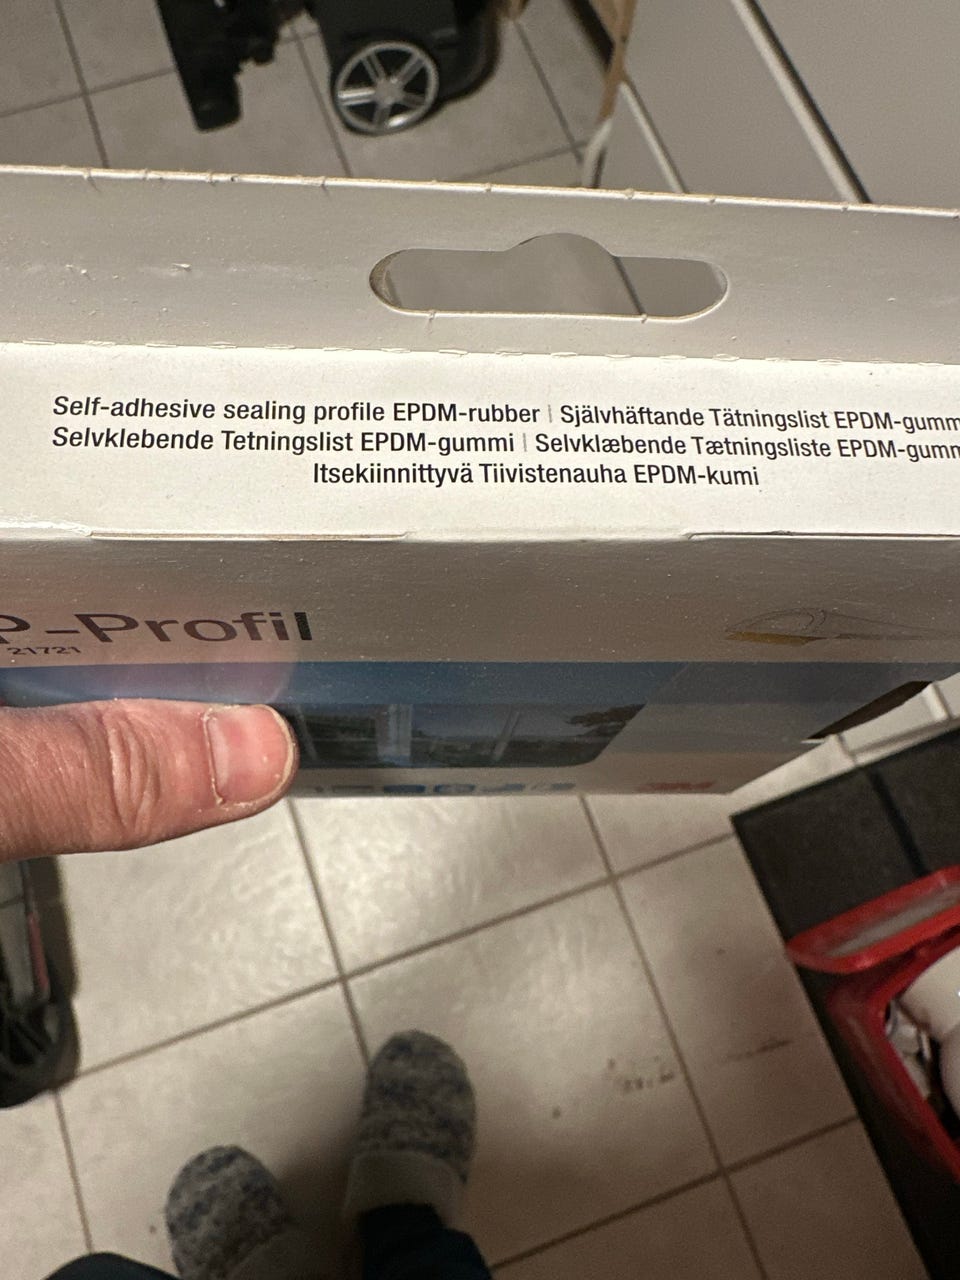 Self-adhesive sealing profile EPDM-rubber | Självhäftande Tätningslist EPDM-gumm
Selvklebende Tetningslist EPDM-gummi | Selvklæbende Tætningsliste EPDM-gumm
Itsekiinnittyvä Tiivistenauha EPDM-kumi
P-Profil
21721